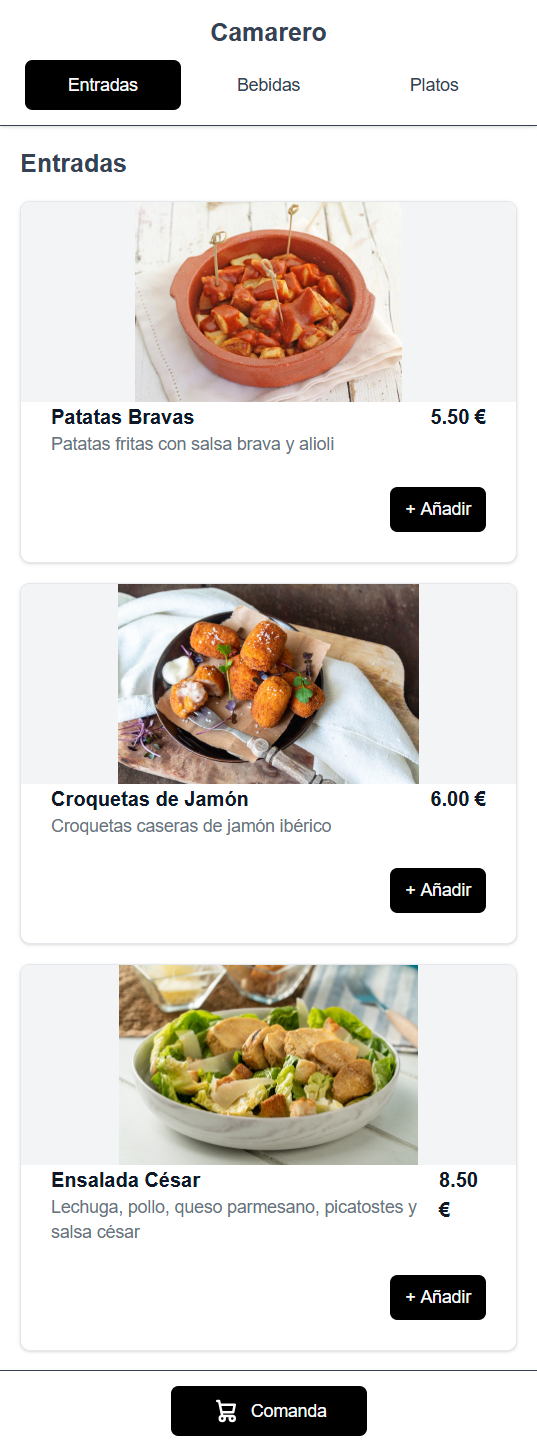 Camarero
Entradas
Bebidas
Platos
Entradas
Patatas Bravas
5.50 €
Patatas fritas con salsa brava y alioli
+ Añadir
Croquetas de Jamón
6.00 €
Croquetas caseras de jamón ibérico
+ Añadir
Ensalada César
8.50
€
Lechuga, pollo, queso parmesano, picatostes y
salsa césar
+ Añadir
Comanda